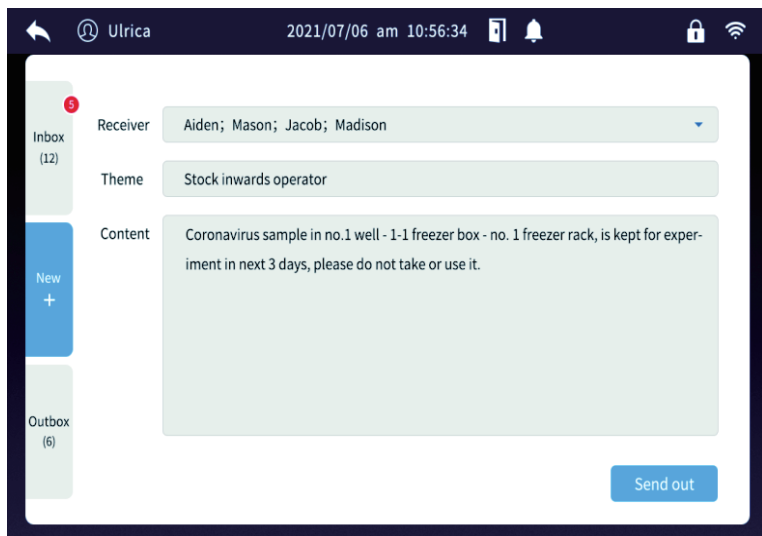 Ulrica 2021/07/06 am 10:56:34
5
Inbox
(12)
New
+
Outbox
(6)
Receiver Aiden; Mason; Jacob; Madison
Theme Stock inwards operator
Content Coronavirus sample in no.1 well - 1-1 freezer box - no. 1 freezer rack, is kept for exper-
iment in next 3 days, please do not take or use it.
Send out